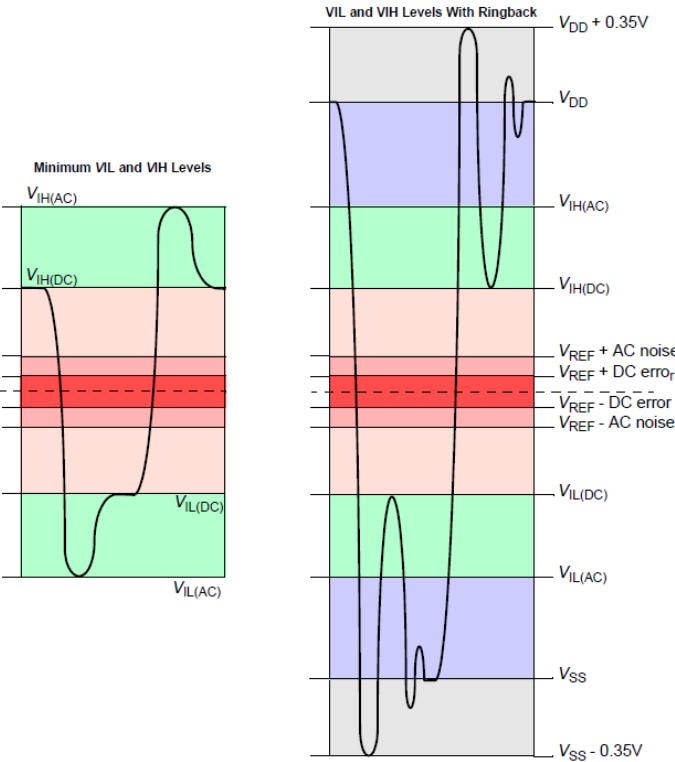 VIL and VIH Levels With Ringback
VDD + 0.35V
VDD
Minimum VIL and VIH Levels
VIH(AC)
VIH(AC)
VIH(DC)
VIH(DC)
VREF + AC noise
VREF + DC error
VREF - DC error
VREF - AC noise
VIL(DC)
VIL(DC)
VIL(AC)
VIL(AC)
VSS
VSS - 0.35V